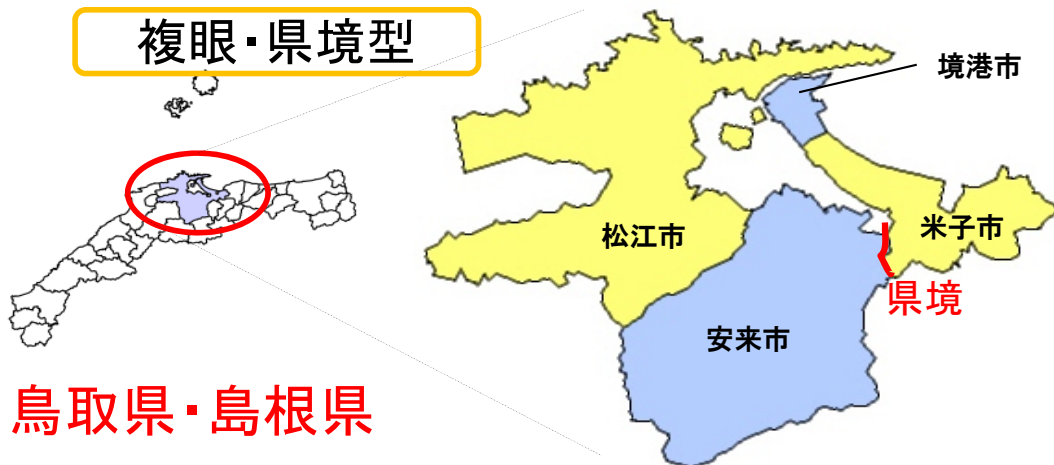 複眼・県境型
境港市
松江市
米子市
県境
安来市
鳥取県・島根県